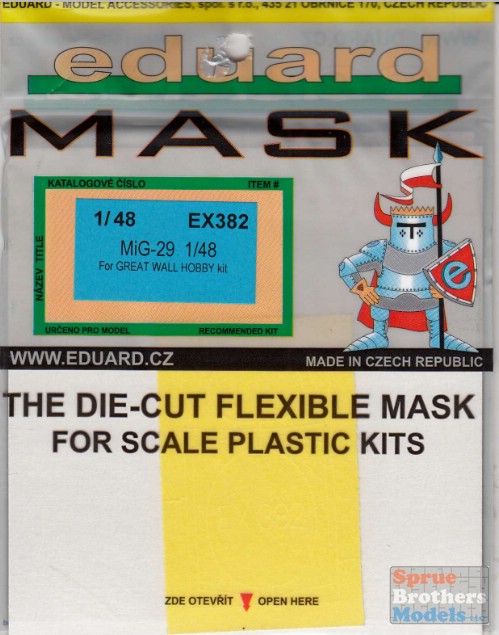 EDUARD - MODEL ACCESSORIES, spol. s r.o., 435 21 OBRNICE 170, CZECH REPUBLIC
eduard
MASK
KATALOGOVÉ ČÍSLO ITEM #
1/48 EX382
MiG-29 1/48
For GREAT WALL HOBBY kit
NÁZEV TITLE
URČENO PRO MODEL RECOMMENDED KIT
e
WWW.EDUARD.CZ MADE IN CZECH REPUBLIC
THE DIE-CUT FLEXIBLE MASK
FOR SCALE PLASTIC KITS
ZDE OTEVŘÍT OPEN HERE
Sprue
Brothers
Models LLC